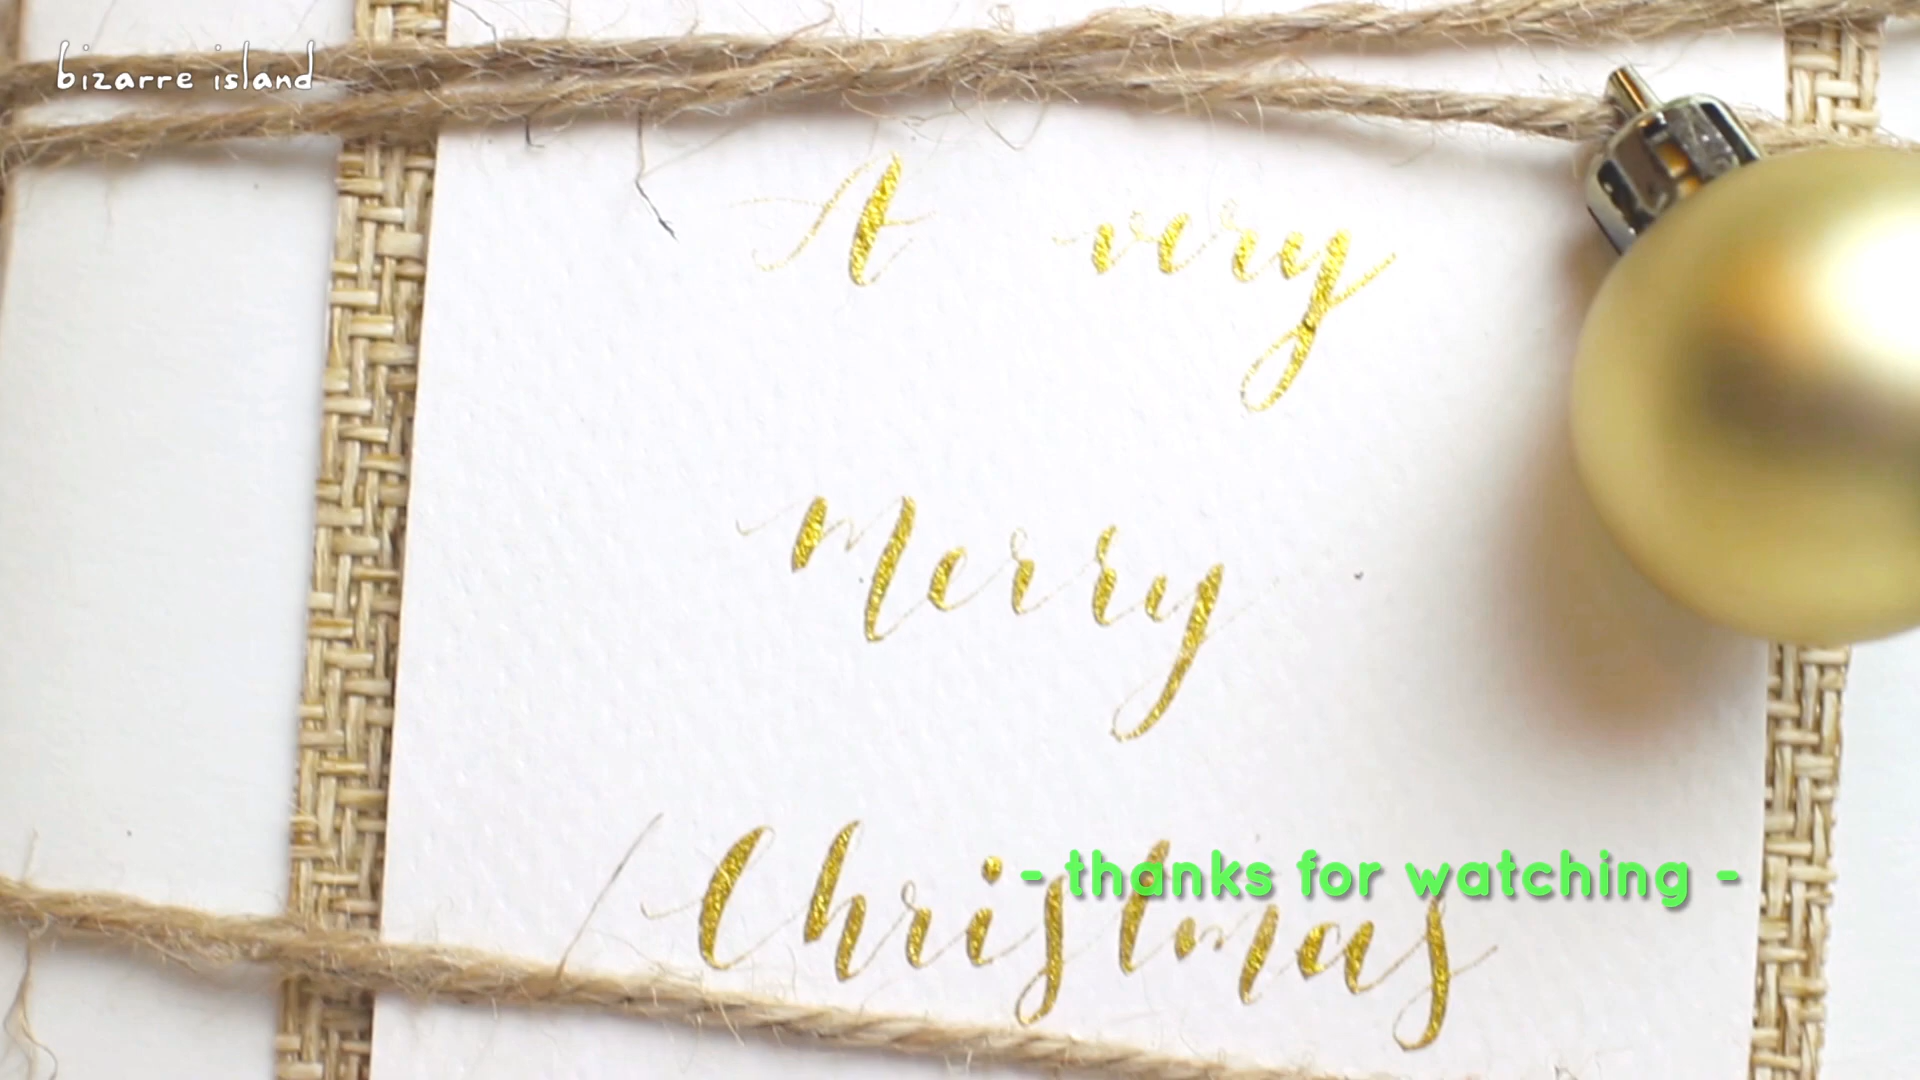 bizarre island
A very
Merry
Christmas
- thanks for watching -